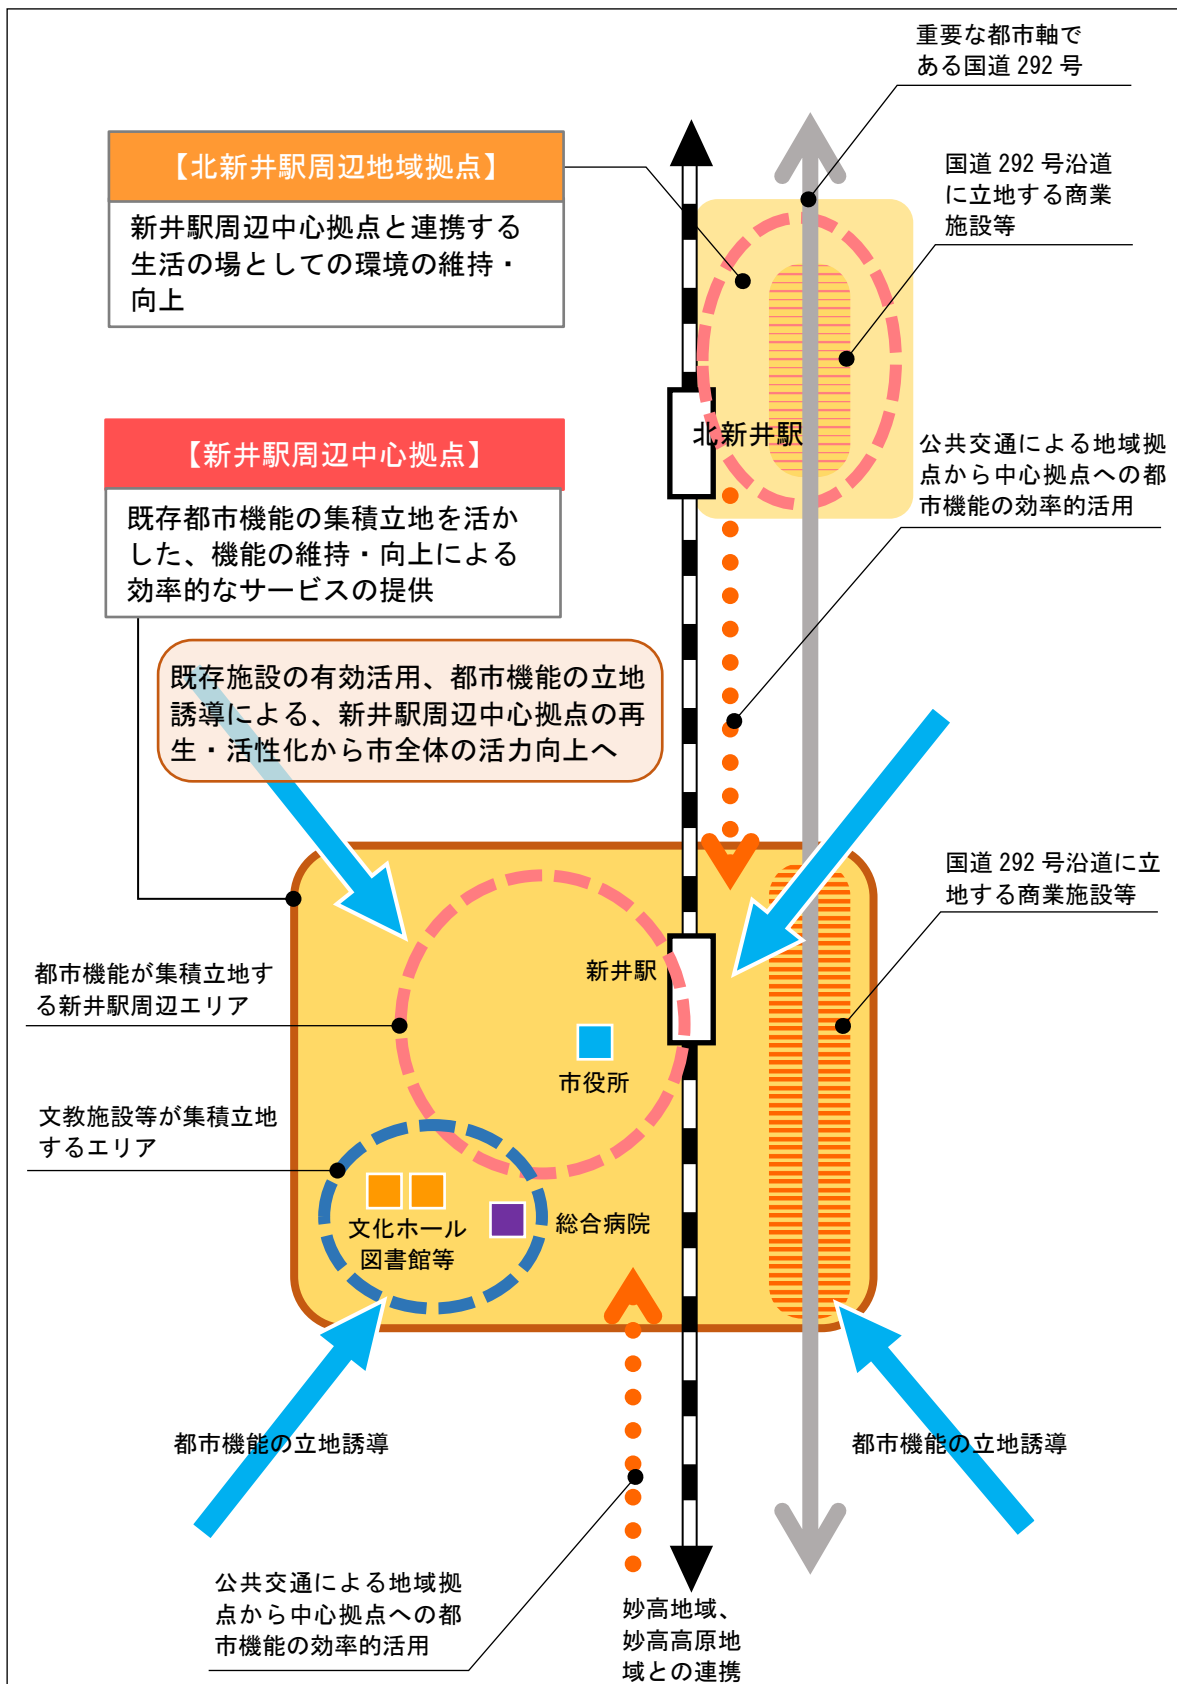 重要な都市軸で
ある国道 292 号
【北新井駅周辺地域拠点】
新井駅周辺中心拠点と連携する
生活の場としての環境の維持・
向上
国道 292 号沿道
に立地する商業
施設等
北新井駅
【新井駅周辺中心拠点】
既存都市機能の集積立地を活か
した、機能の維持・向上による
効率的なサービスの提供
公共交通による地域拠
点から中心拠点への都
市機能の効率的活用
既存施設の有効活用、都市機能の立地
誘導による、新井駅周辺中心拠点の再
生・活性化から市全体の活力向上へ
国道 292 号沿道に立
地する商業施設等
新井駅
都市機能が集積立地す
る新井駅周辺エリア
市役所
文教施設等が集積立地
するエリア
文化ホール
図書館等
総合病院
都市機能の立地誘導
都市機能の立地誘導
公共交通による地域拠
点から中心拠点への都
市機能の効率的活用
妙高地域、
妙高高原地
域との連携